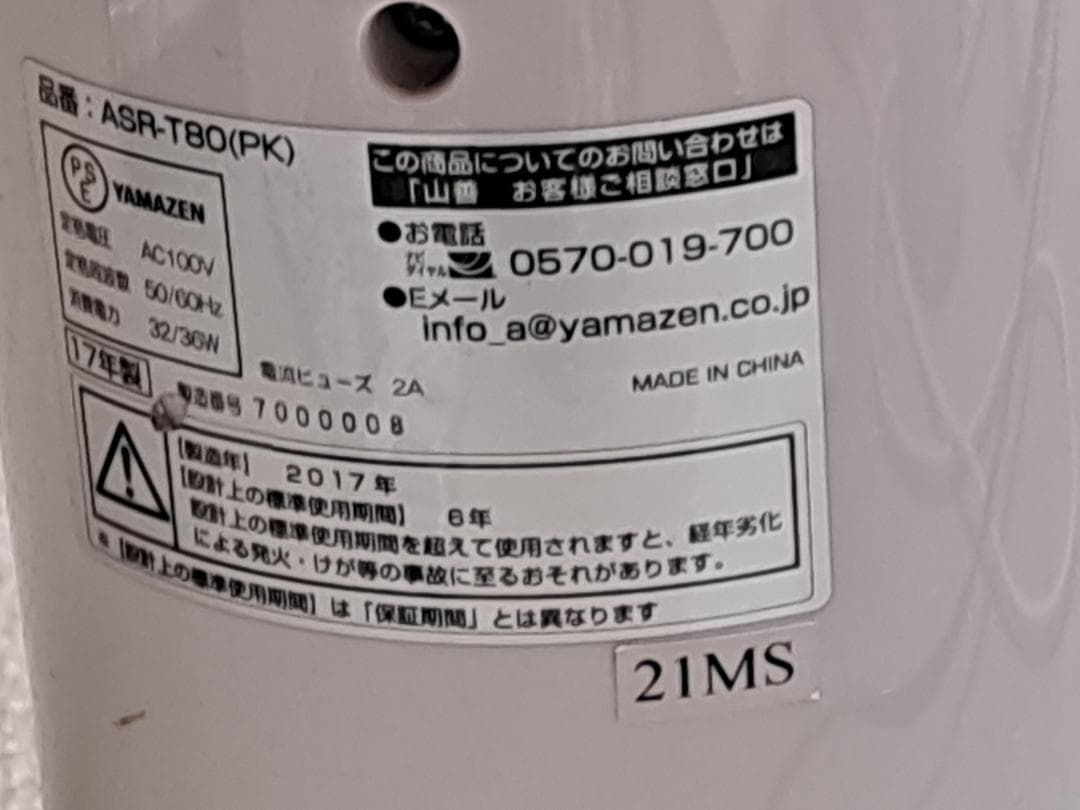 品番：ASR-T80(PK)
PSE YAMAZEN
定格電圧 AC100V
定格周波数 50/60Hz
消費電力 32/36W
この商品についてのお問い合わせは
「山善 お客様ご相談窓口」
●お電話
ナビダイヤル 0570-019-700
●Eメール
info_a@yamazen.co.jp
17年製
電流ヒューズ 2A
MADE IN CHINA
製造番号 7000008
【製造年】 2017年
【設計上の標準使用期間】 6年
設計上の標準使用期間を超えて使用されますと、経年劣化
による発火・けが等の事故に至るおそれがあります。
※【設計上の標準使用期間】は「保証期間」とは異なります
21MS